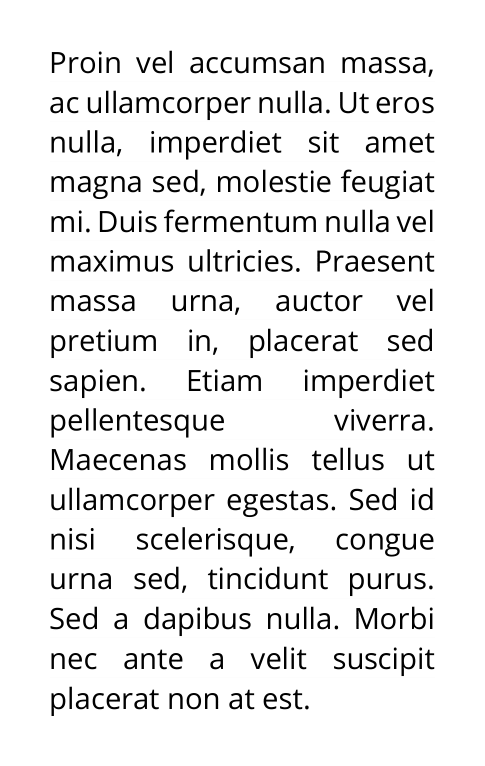 Proin vel accumsan massa,
ac ullamcorper nulla. Ut eros
nulla, imperdiet sit amet
magna sed, molestie feugiat
mi. Duis fermentum nulla vel
maximus ultricies. Praesent
massa urna, auctor vel
pretium in, placerat sed
sapien. Etiam imperdiet
pellentesque viverra.
Maecenas mollis tellus ut
ullamcorper egestas. Sed id
nisi scelerisque, congue
urna sed, tincidunt purus.
Sed a dapibus nulla. Morbi
nec ante a velit suscipit
placerat non at est.